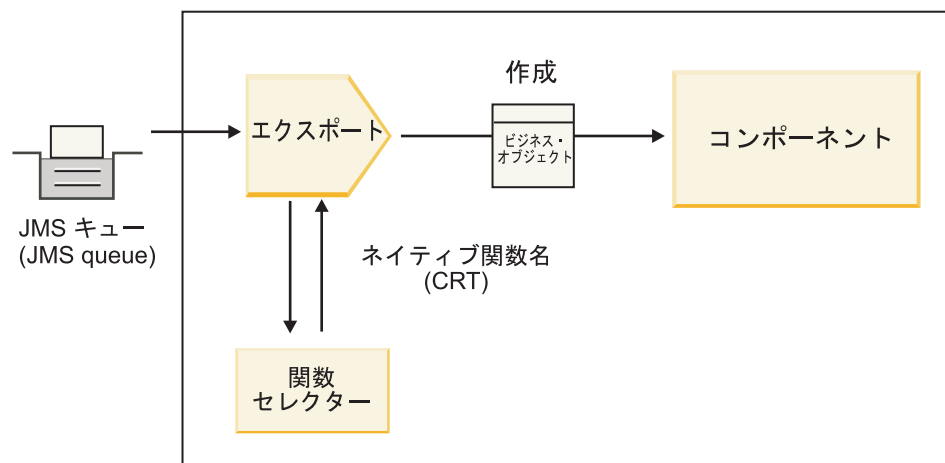 作成
エクスポート
ビジネス・
オブジェクト
コンポーネント
JMS キュー
(JMS queue)
ネイティブ関数名
(CRT)
関数
セレクター